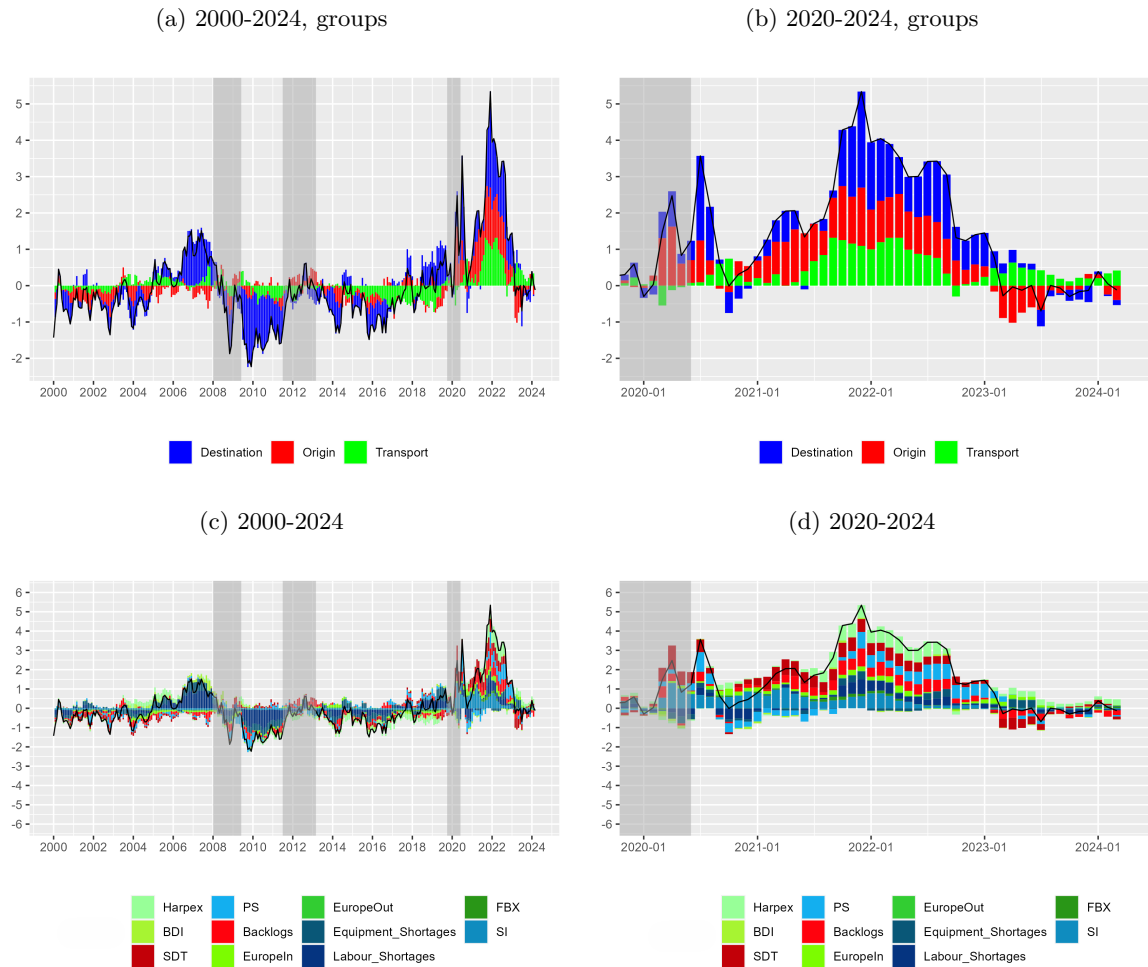 (a) 2000-2024, groups
(b) 2020-2024, groups
5
4
3
2
1
0
-1
-2
2000 2002 2004 2006 2008 2010 2012 2014 2016 2018 2020 2022 2024
5
4
3
2
1
0
-1
-2
2020-01 2021-01 2022-01 2023-01 2024-01
Destination Origin Transport
Destination Origin Transport
(c) 2000-2024
(d) 2020-2024
6
5
4
3
2
1
0
-1
-2
-3
-4
-5
-6
2000 2002 2004 2006 2008 2010 2012 2014 2016 2018 2020 2022 2024
6
5
4
3
2
1
0
-1
-2
-3
-4
-5
-6
2020-01 2021-01 2022-01 2023-01 2024-01
Harpex PS EuropeOut FBX
BDI Backlogs Equipment_Shortages SI
SDT EuropeIn Labour_Shortages
Harpex PS EuropeOut FBX
BDI Backlogs Equipment_Shortages SI
SDT EuropeIn Labour_Shortages